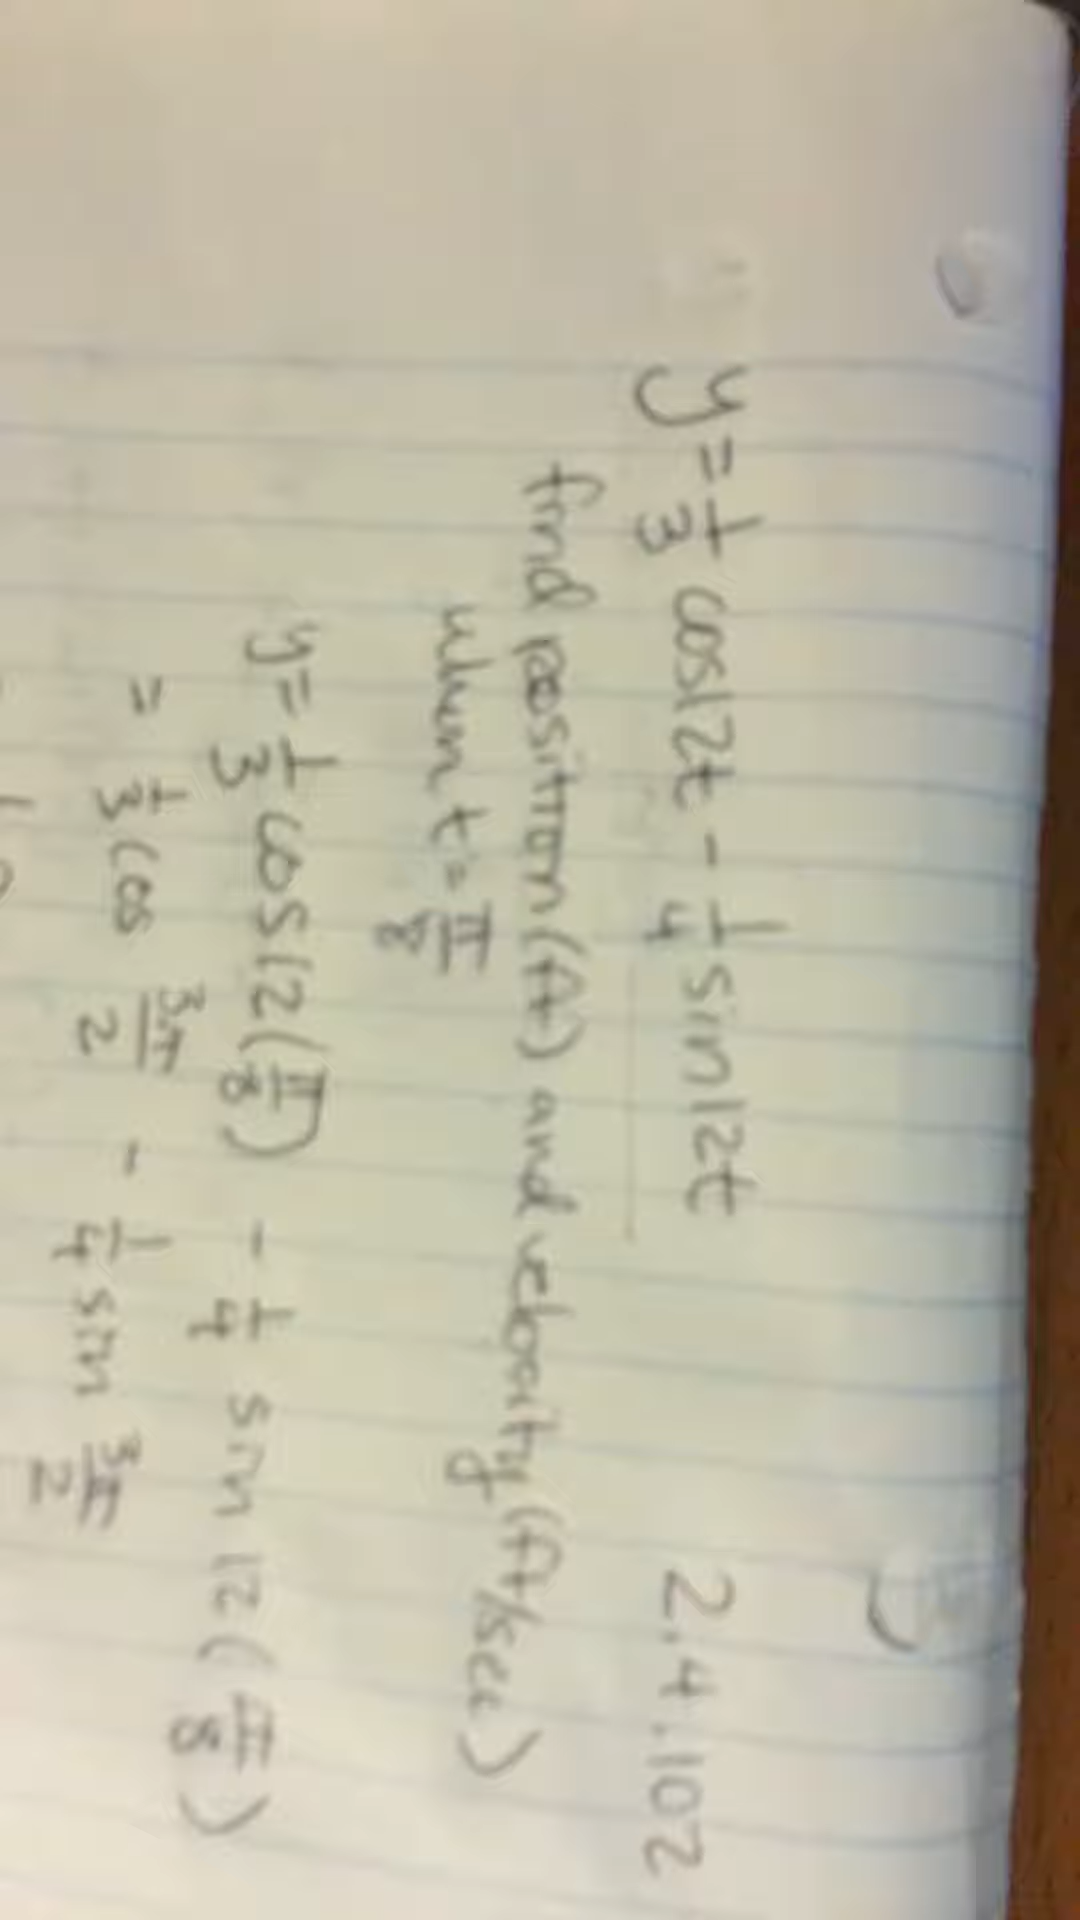 y = 1/3 cos12t - 1/4 sin12t 2.4.102
find position (ft) and velocity (ft/sec)
when t = π/8
y = 1/3 cos 12(π/8) - 1/4 sin 12(π/8)
= 1/3 cos 3π/2 - 1/4 sin 3π/2